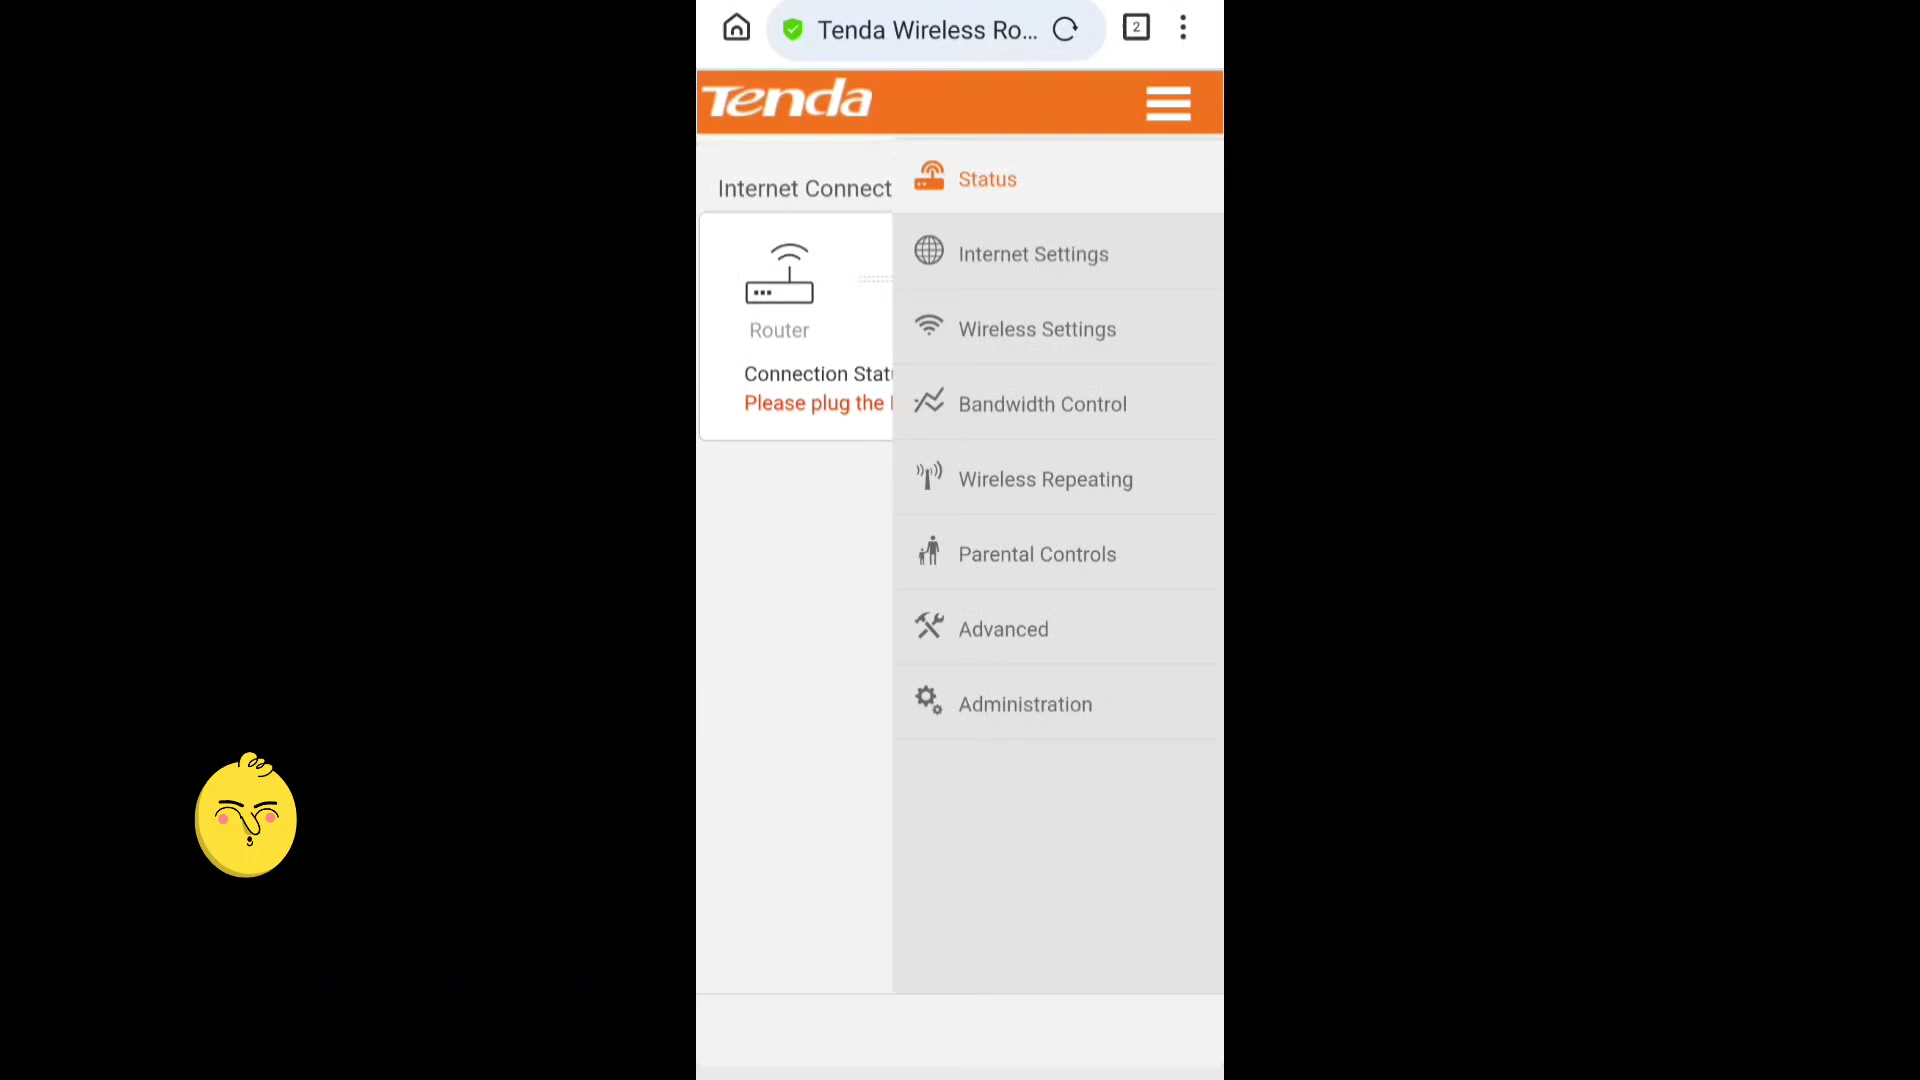 Tenda Wireless Ro...
2
Tenda
Status
Internet Connect
Internet Settings
Wireless Settings
Router
Connection Stat
Please plug the
Bandwidth Control
Wireless Repeating
Parental Controls
Advanced
Administration